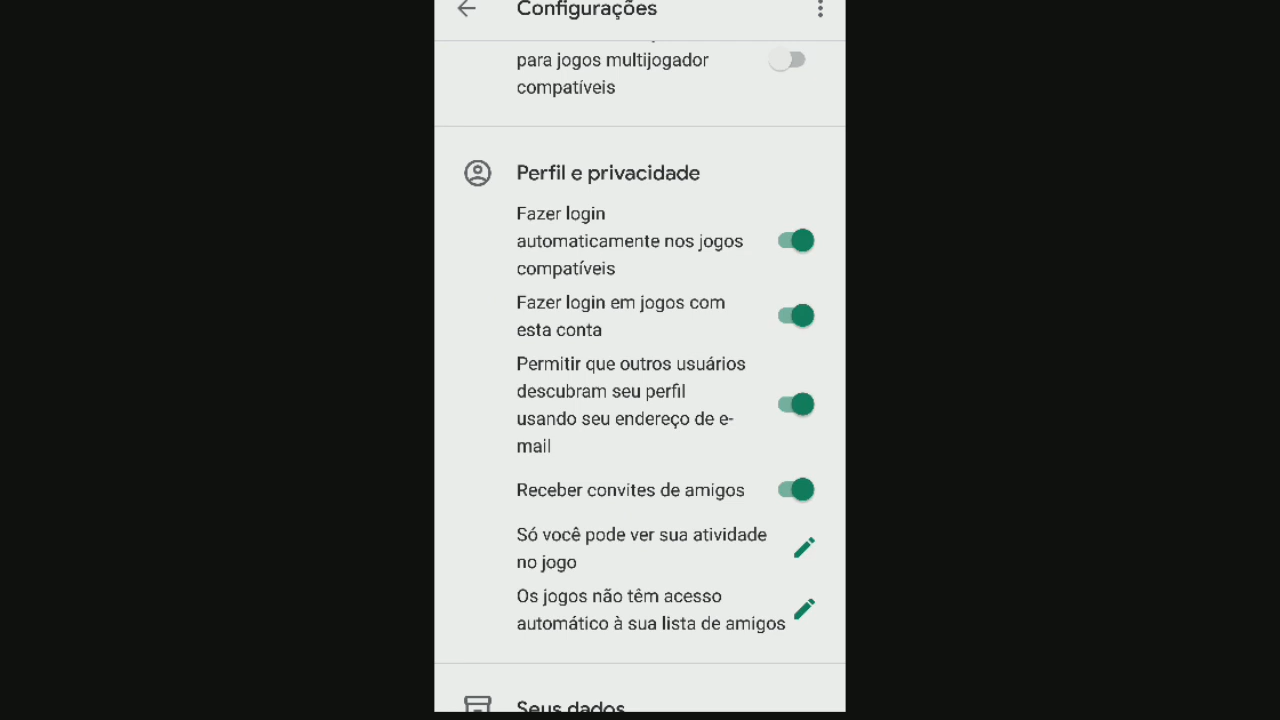 Configurações
para jogos multijogador
compatíveis
Perfil e privacidade
Fazer login
automaticamente nos jogos
compatíveis
Fazer login em jogos com
esta conta
Permitir que outros usuários
descubram seu perfil
usando seu endereço de e-
mail
Receber convites de amigos
Só você pode ver sua atividade
no jogo
Os jogos não têm acesso
automático à sua lista de amigos
Seus dados